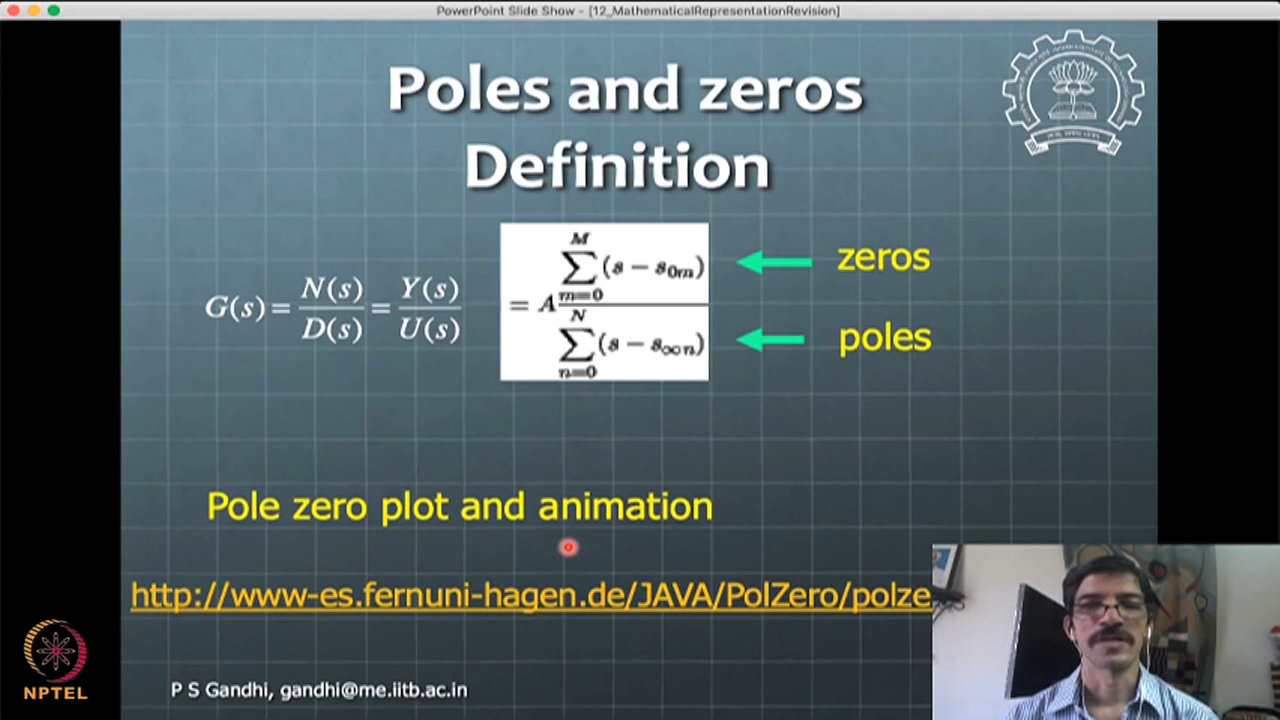 PowerPoint Slide Show - [12_MathematicalRepresentationRevision]
Poles and zeros
Definition
G(s) = N(s) / D(s) = Y(s) / U(s) = A ∑_{m=0}^{M} (s − s_{0m}) / ∑_{n=0}^{N} (s − s_{∞n})
zeros
poles
Pole zero plot and animation
http://www-es.fernuni-hagen.de/JAVA/PolZero/polze
P S Gandhi, gandhi@me.iitb.ac.in
NPTEL